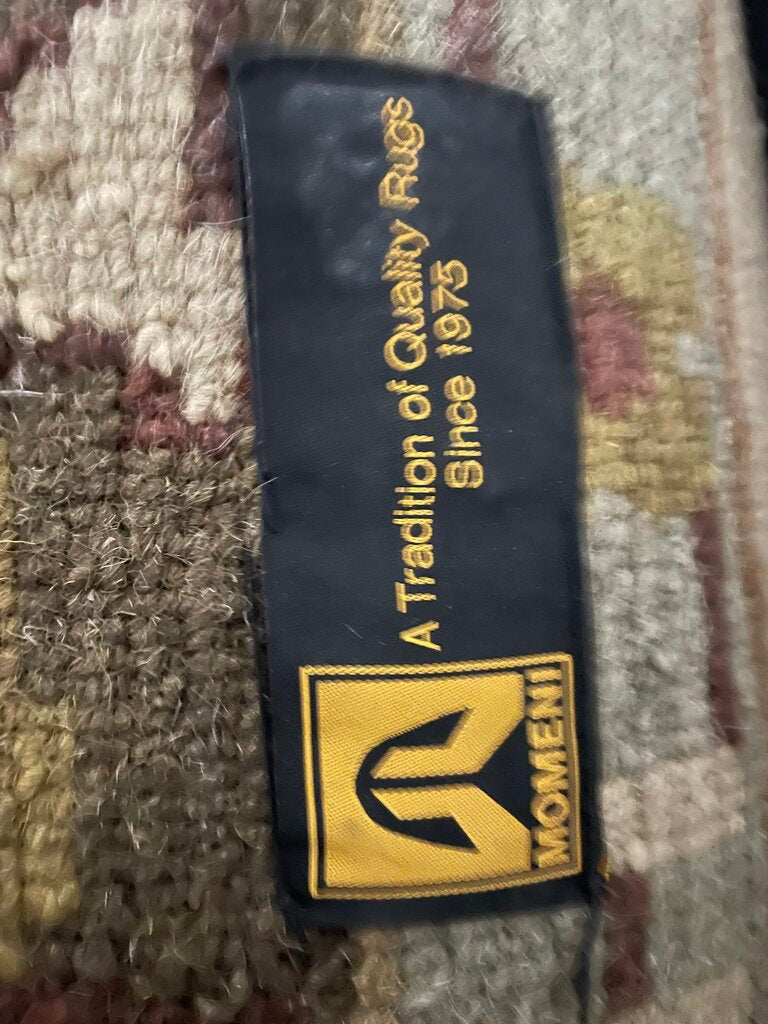 MOMENI
A Tradition of Quality Rugs
Since 1975